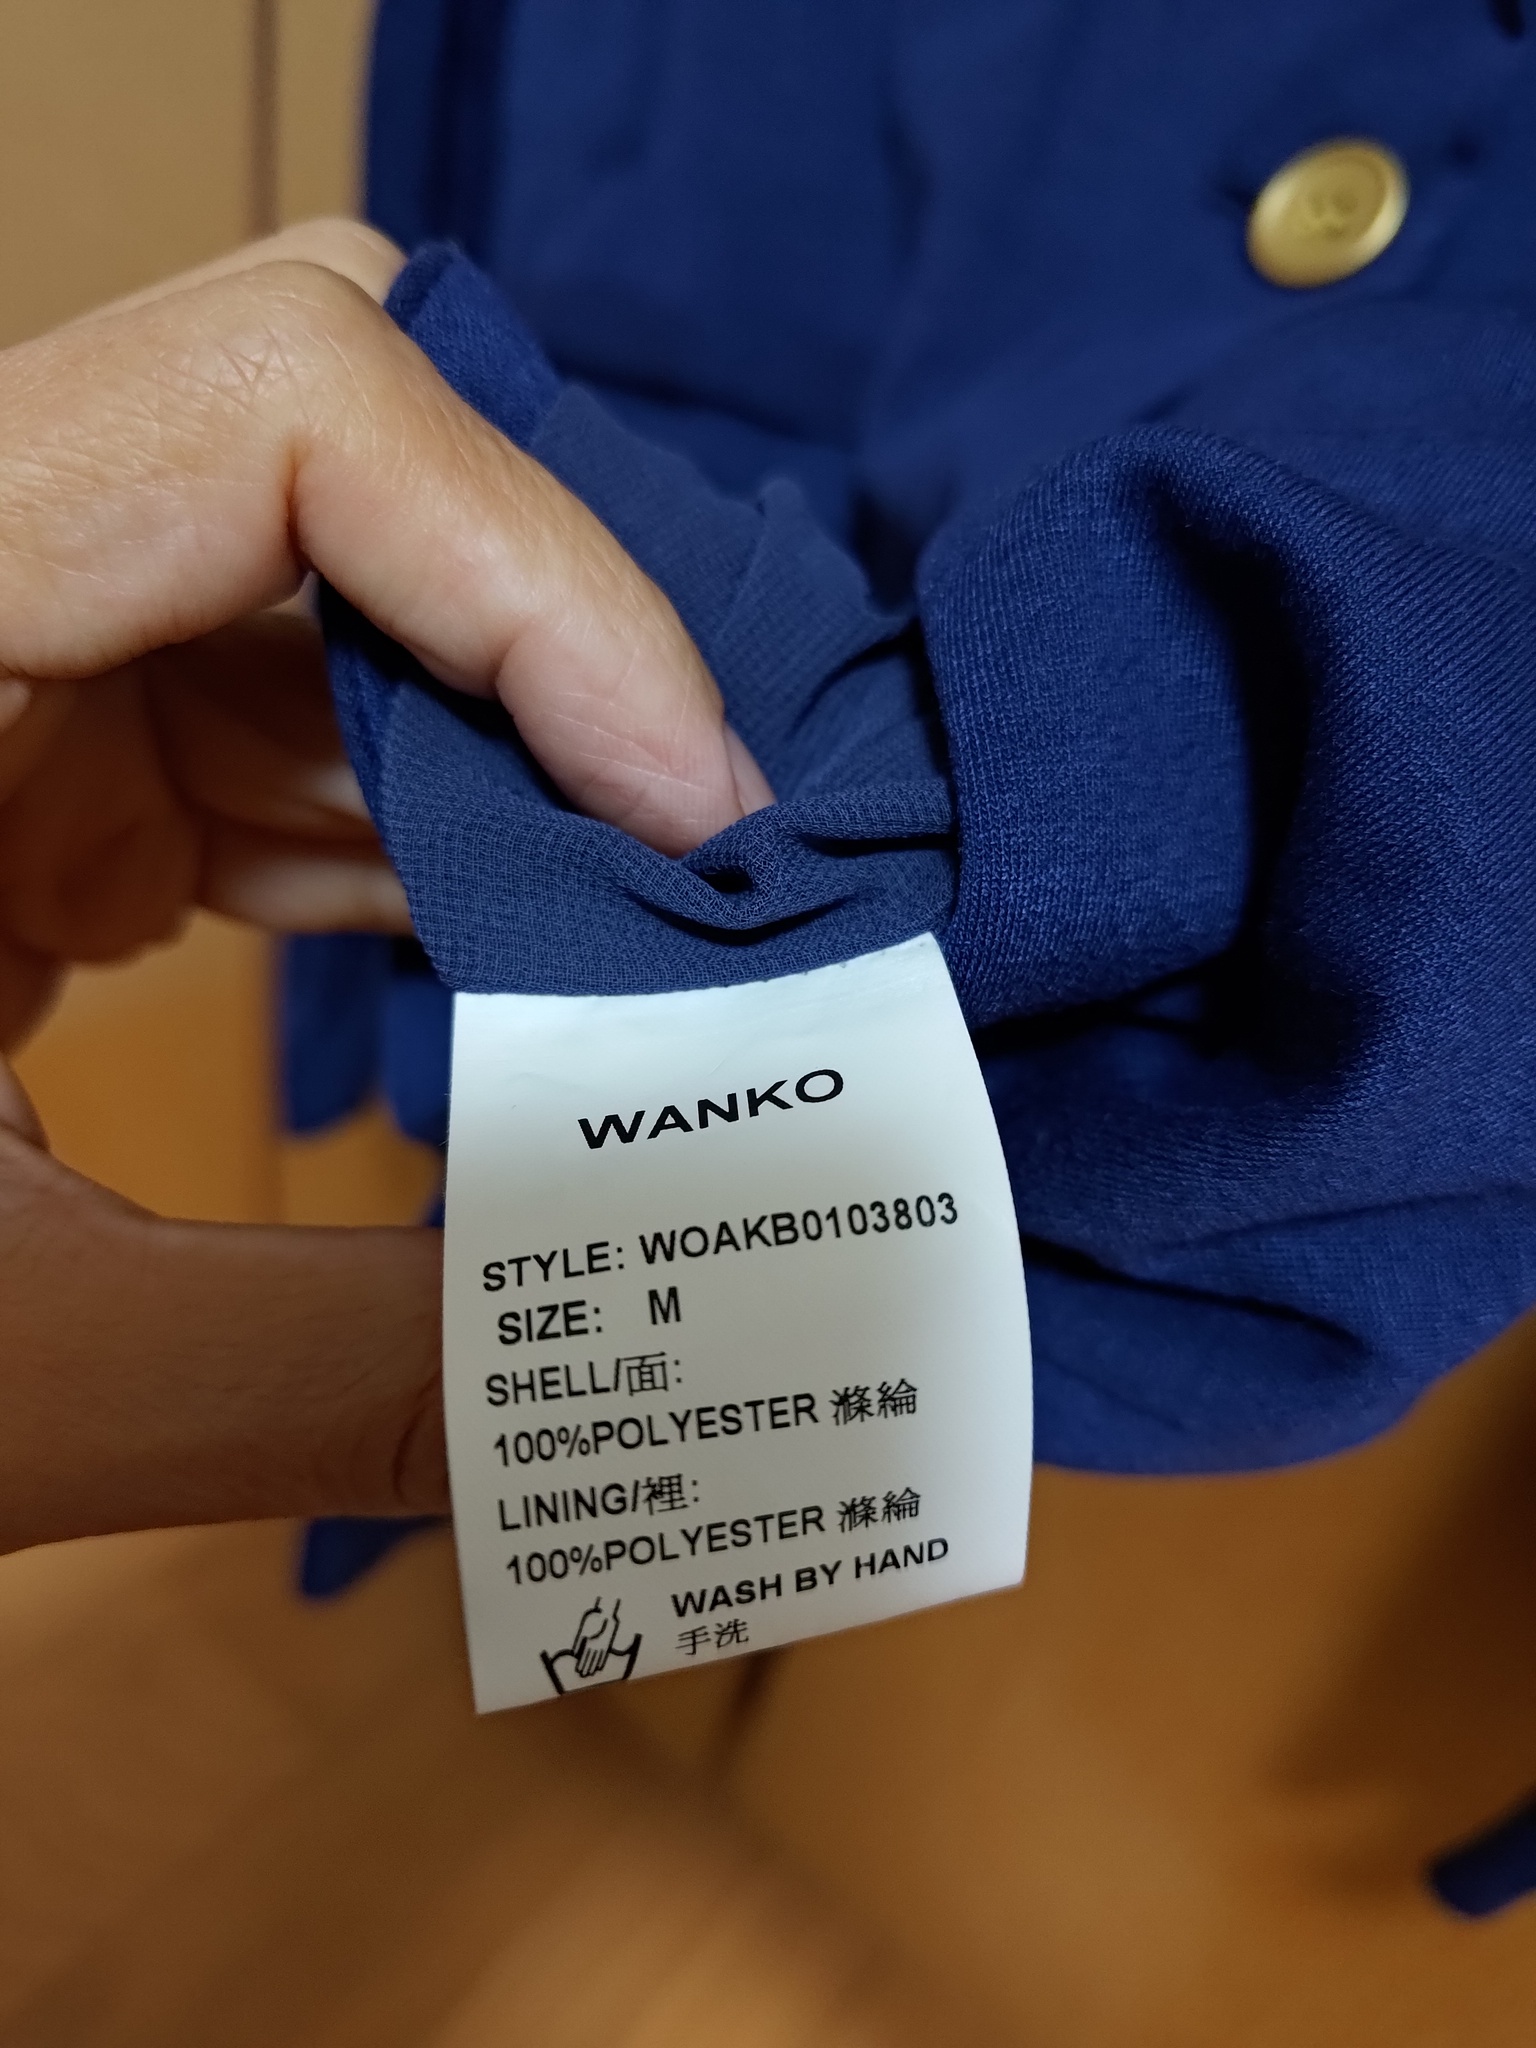 WANKO
STYLE: WOAKB0103803
SIZE: M
SHELL/面:
100%POLYESTER 滌綸
LINING/裡:
100%POLYESTER 滌綸
WASH BY HAND
手洗